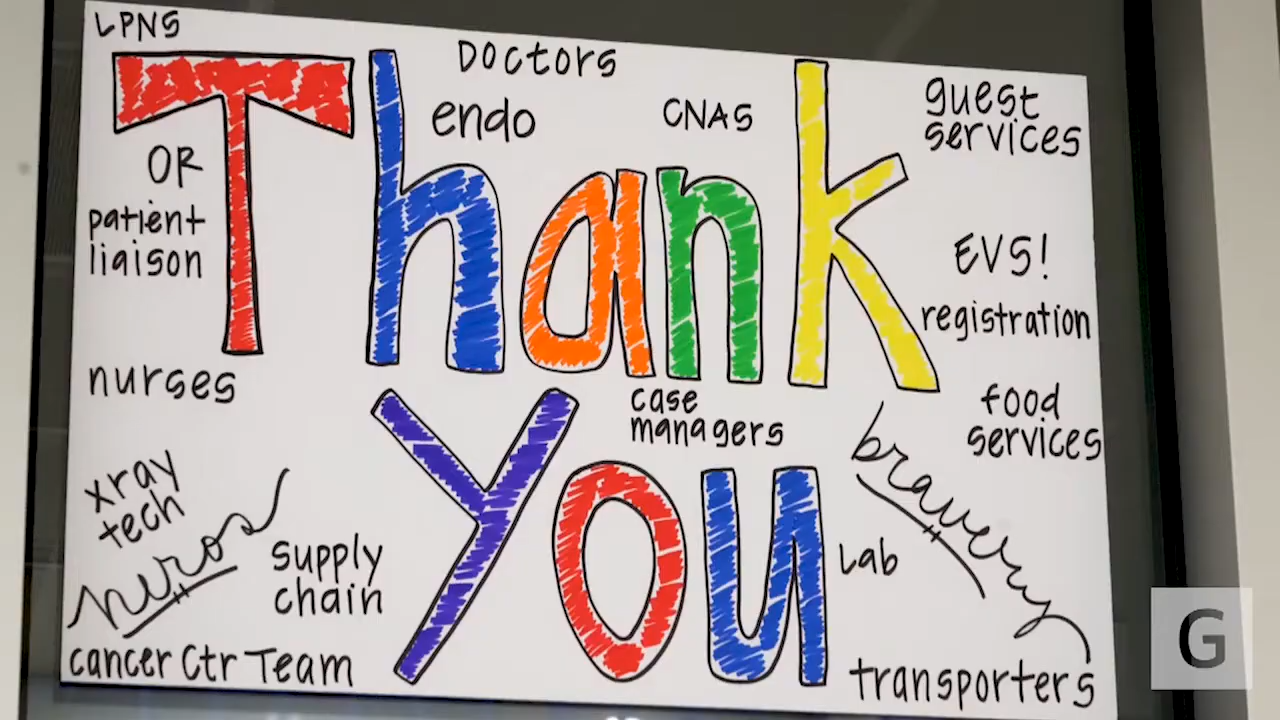 LPNS
Doctors
endo
CNAS
guest
services
Thank
OR
patient
liaison
EVS!
registration
nurses
case
managers
food
services
You
xray
tech
heros
supply
chain
bravery
Lab
cancer Ctr Team
transporters
G